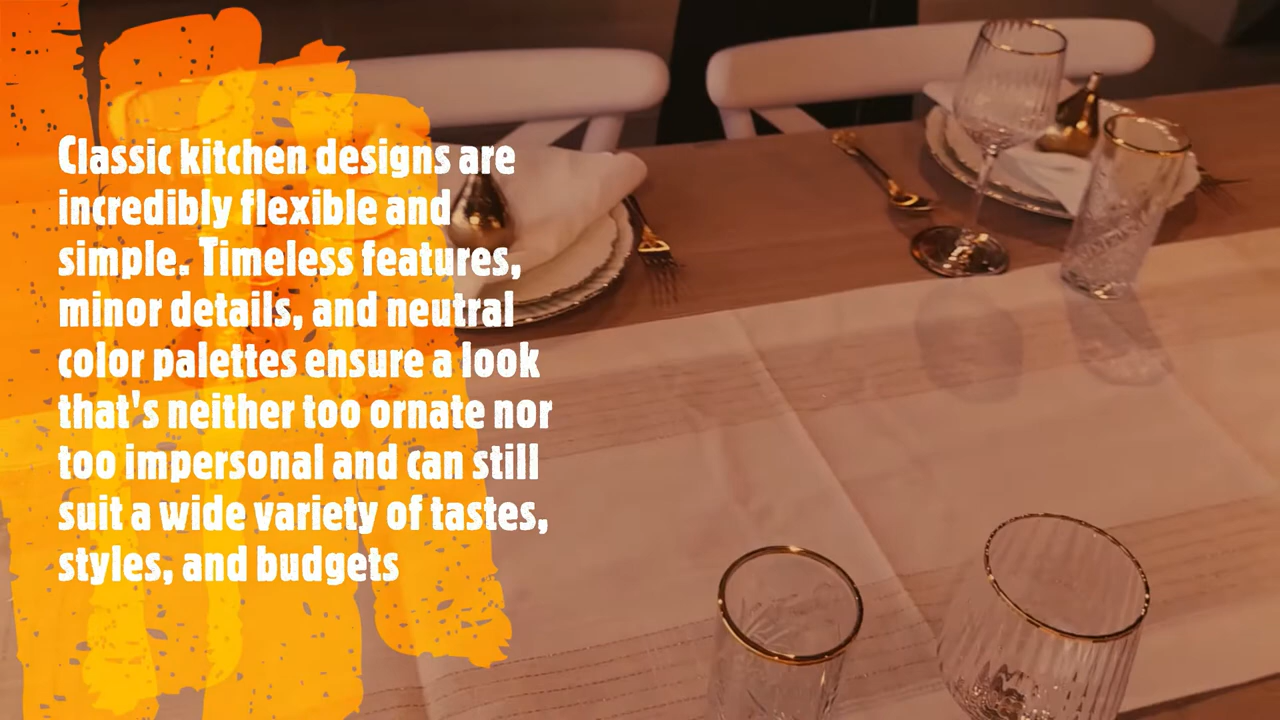 Classic kitchen designs are
incredibly flexible and
simple. Timeless features,
minor details, and neutral
color palettes ensure a look
that's neither too ornate nor
too impersonal and can still
suit a wide variety of tastes,
styles, and budgets